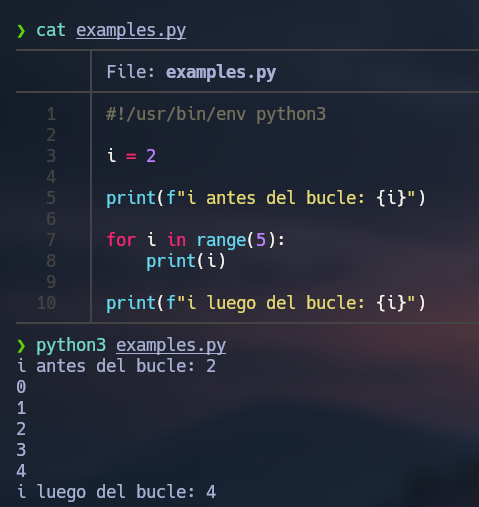 ❯ cat examples.py
File: examples.py
1 #!/usr/bin/env python3
2
3 i = 2
4
5 print(f"i antes del bucle: {i}")
6
7 for i in range(5):
8     print(i)
9
10 print(f"i luego del bucle: {i}")
❯ python3 examples.py
i antes del bucle: 2
0
1
2
3
4
i luego del bucle: 4